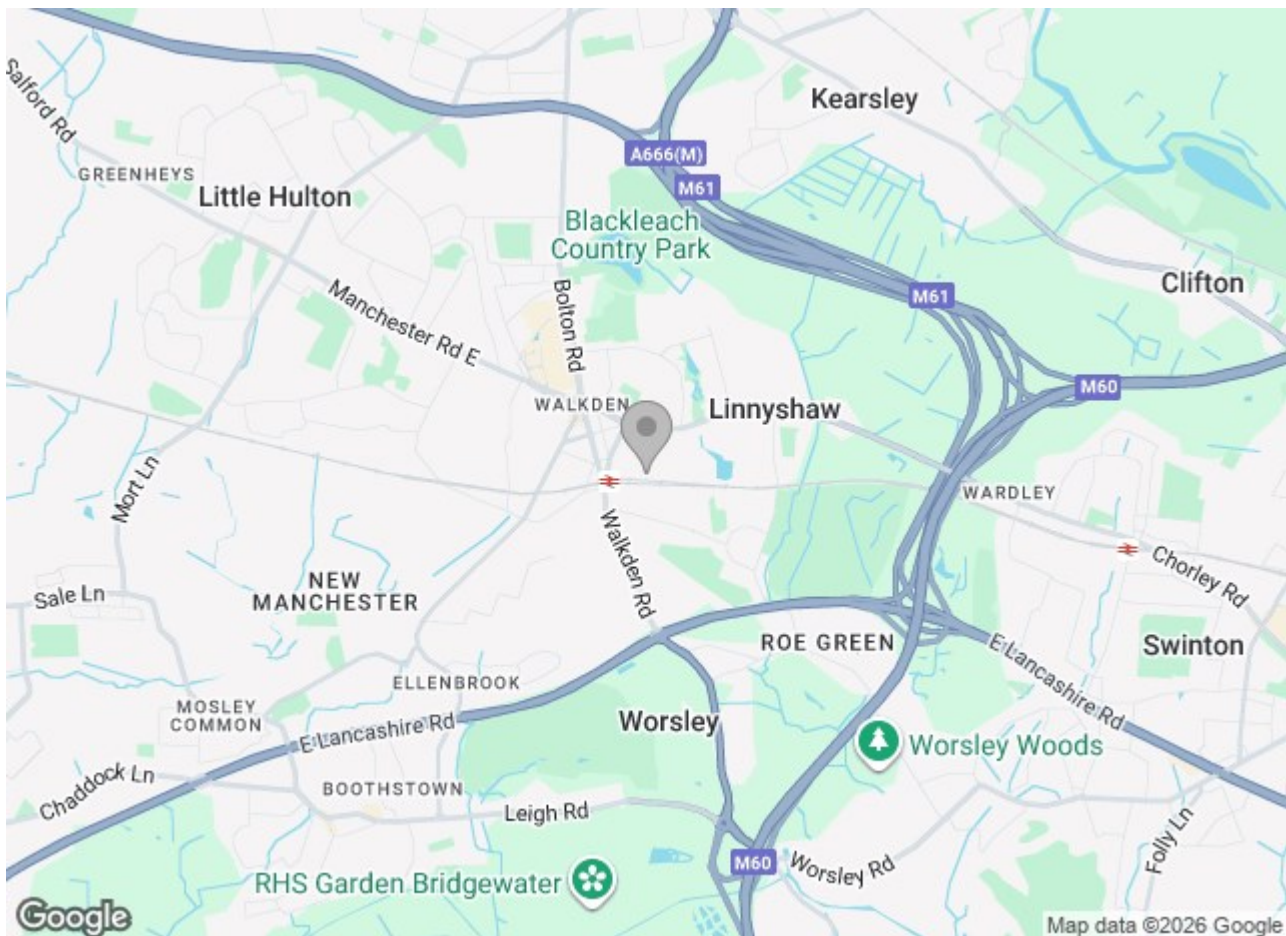 Kearsley
Salford Rd
A666(M)
M61
GREENHEYS
Little Hulton
Blackleach
Country Park
Clifton
M61
Manchester Rd E
Bolton Rd
M60
WALKDEN
Linnyshaw
WARDLEY
Mort Ln
Walkden Rd
Chorley Rd
NEW
MANCHESTER
Sale Ln
ROE GREEN
E Lancashire Rd
Swinton
ELLENBROOK
MOSLEY
COMMON
Worsley
E Lancashire Rd
Worsley Woods
Chaddock Ln
BOOTHSTOWN
Leigh Rd
Folly Ln
M60
Worsley Rd
RHS Garden Bridgewater
Google
Map data ©2026 Google